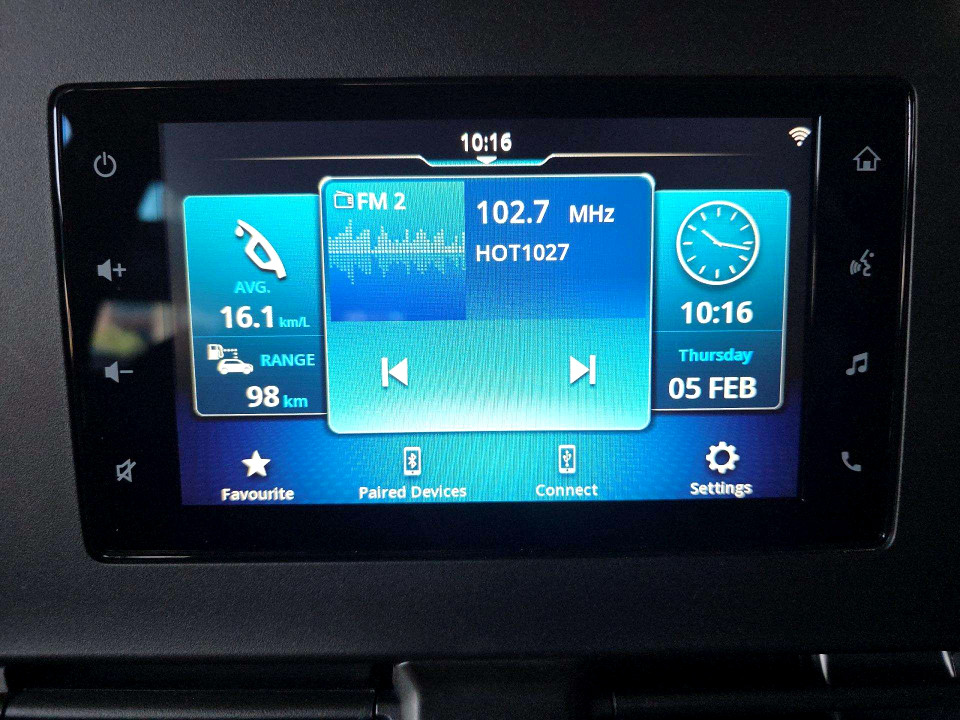 10:16
FM 2
102.7 MHz
HOT1027
AVG.
16.1 km/L
RANGE
98 km
10:16
Thursday
05 FEB
Favourite
Paired Devices
Connect
Settings